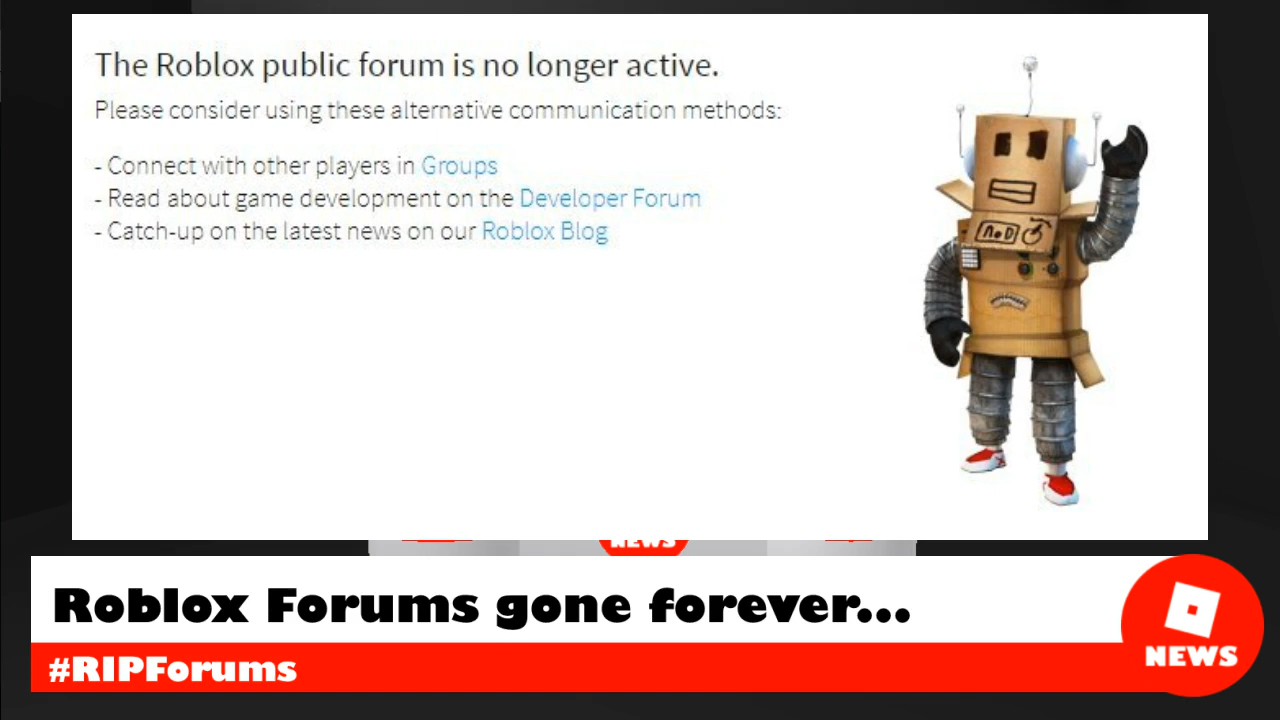 The Roblox public forum is no longer active.
Please consider using these alternative communication methods:
- Connect with other players in Groups
- Read about game development on the Developer Forum
- Catch-up on the latest news on our Roblox Blog
NEWS
Roblox Forums gone forever...
#RIPForums
NEWS